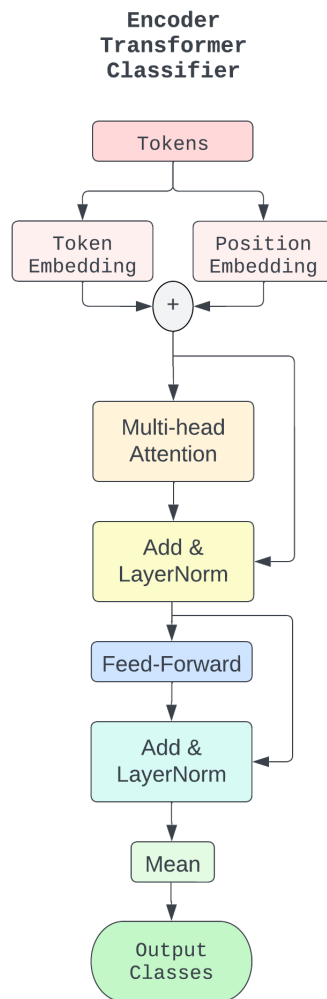 Encoder
Transformer
Classifier
Tokens
Token
Embedding
Position
Embedding
+
Multi-head
Attention
Add &
LayerNorm
Feed-Forward
Add &
LayerNorm
Mean
Output
Classes